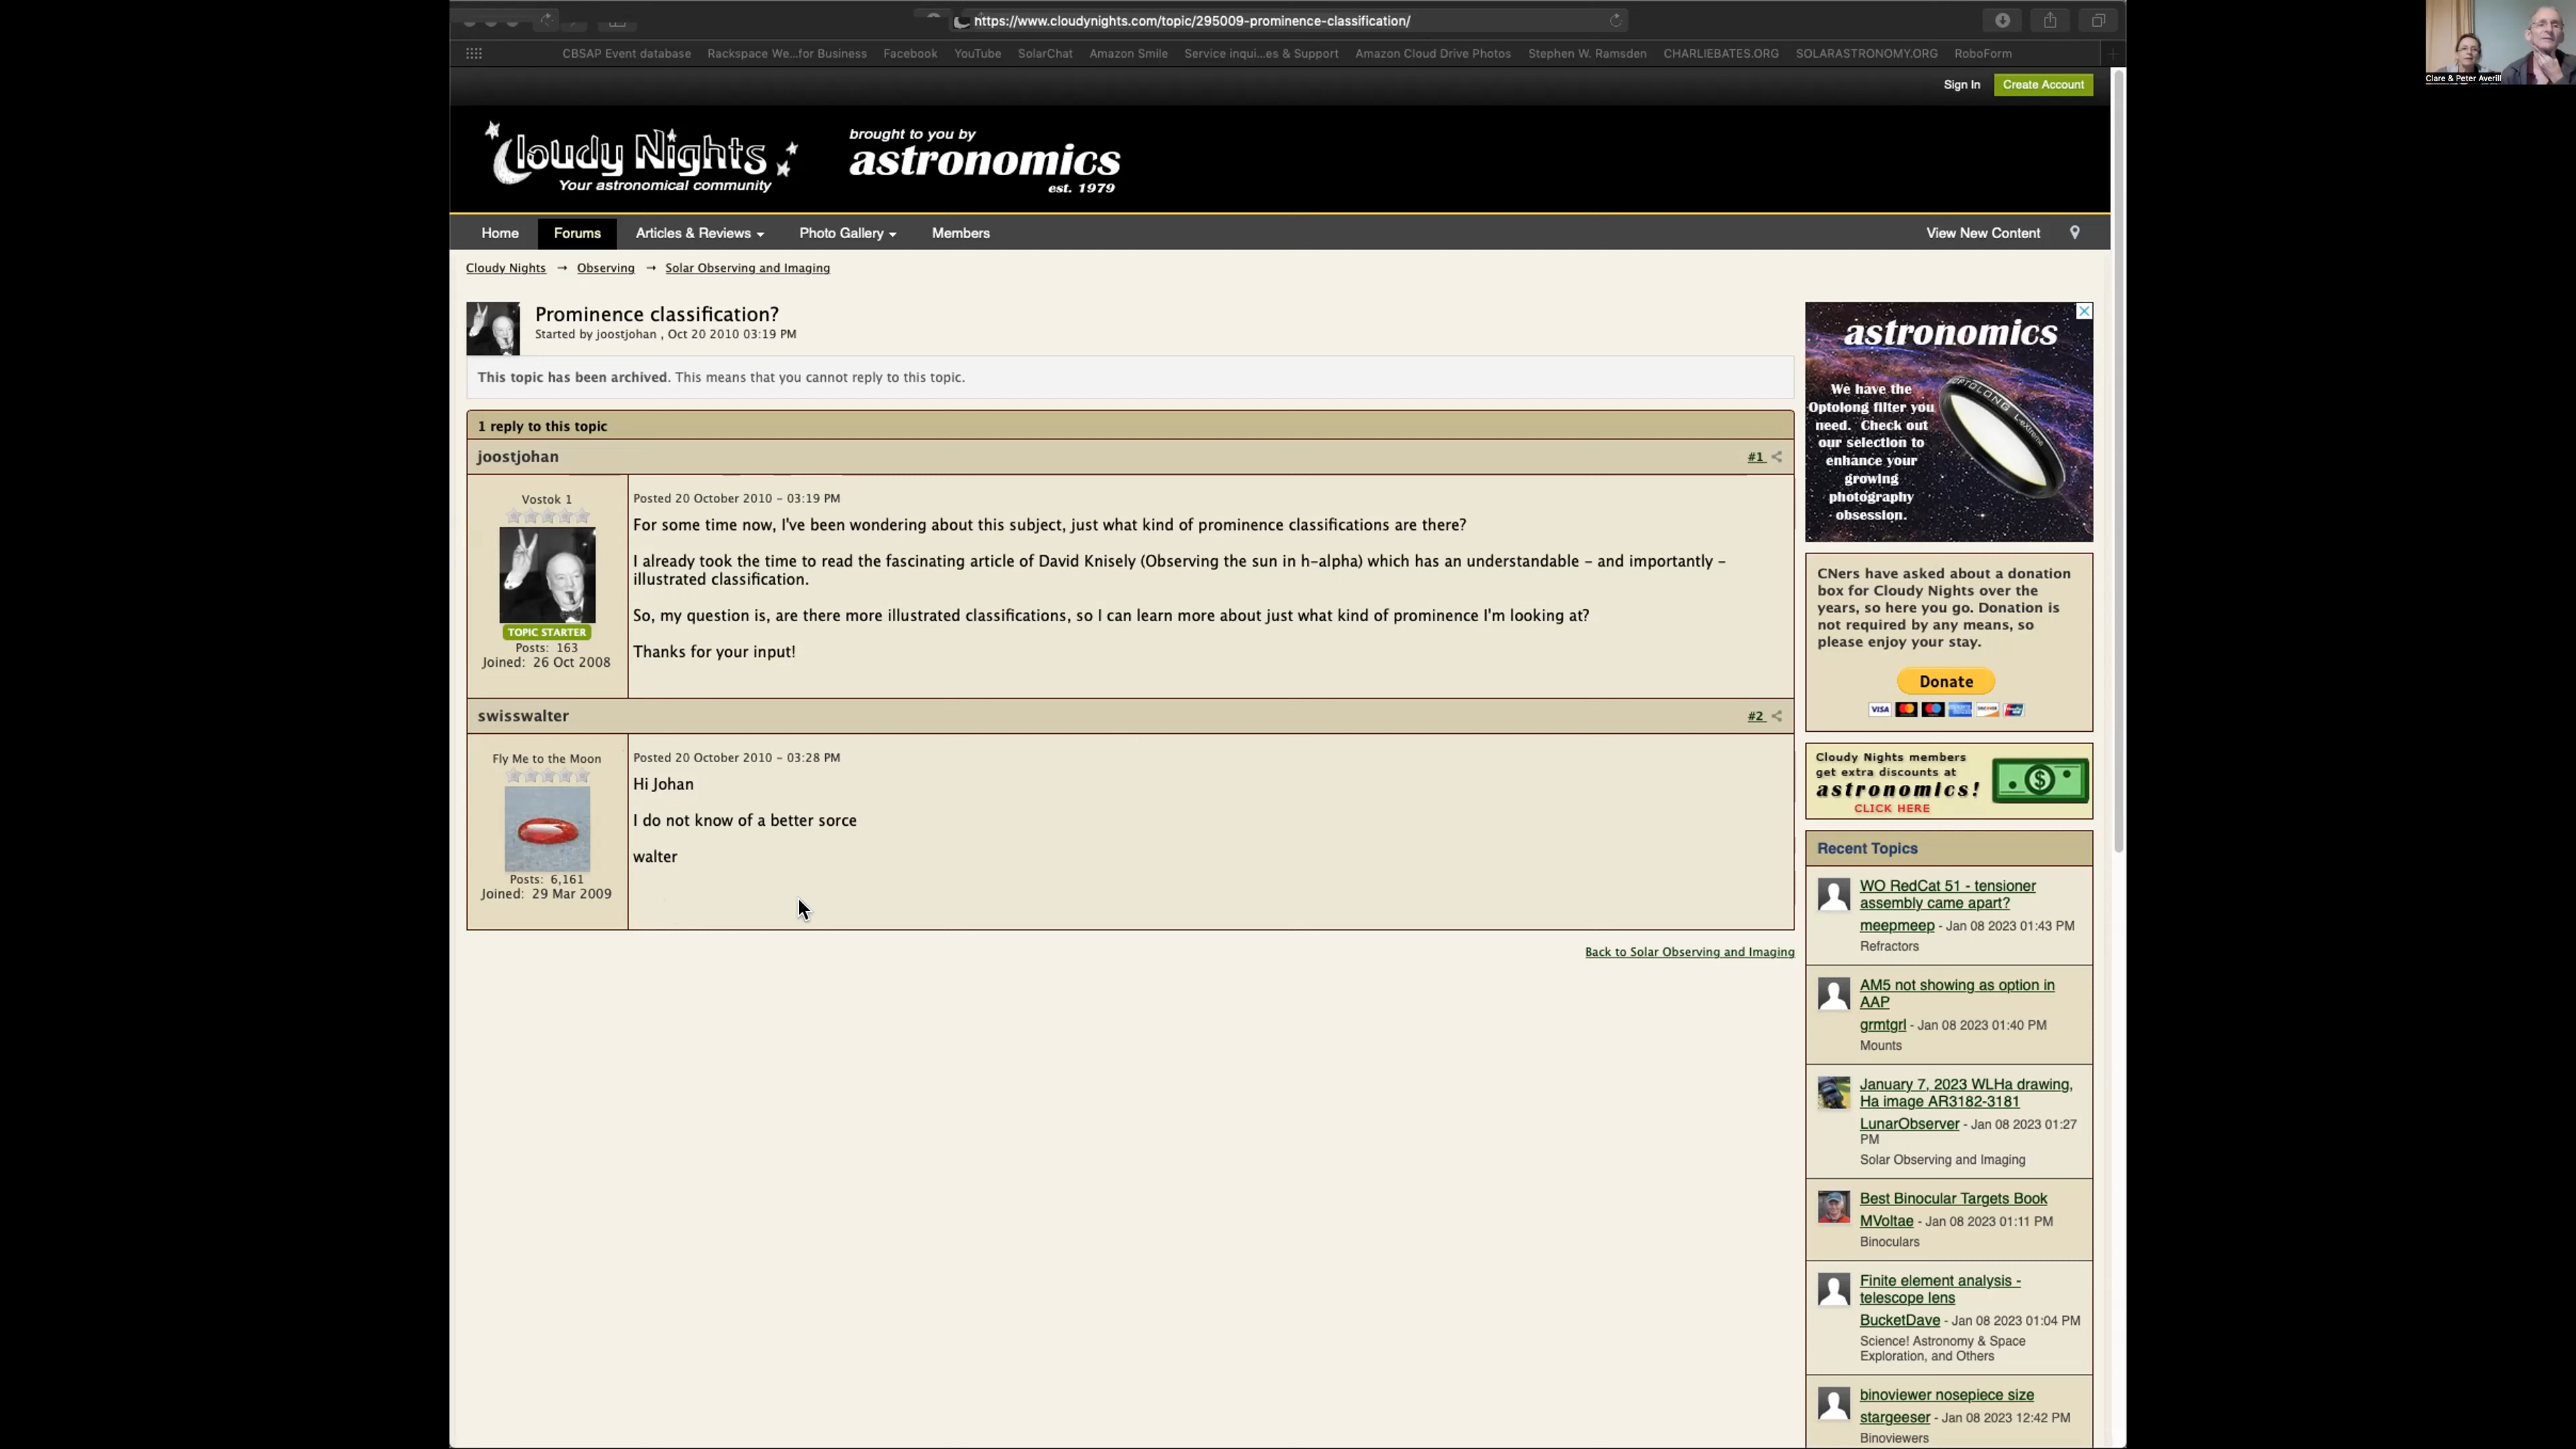 https://www.cloudynights.com/topic/295009-prominence-classification/
CBSAP Event database Rackspace We...for Business Facebook YouTube SolarChat Amazon Smile Service inqui...es & Support Amazon Cloud Drive Photos Stephen W. Ramsden CHARLIEBATES.ORG SOLARASTRONOMY.ORG RoboForm
Sign In Create Account
Cloudy Nights
Your astronomical community
brought to you by
astronomics
est. 1979
Home Forums Articles & Reviews Photo Gallery Members View New Content
Cloudy Nights → Observing → Solar Observing and Imaging
Prominence classification?
Started by joostjohan , Oct 20 2010 03:19 PM
This topic has been archived. This means that you cannot reply to this topic.
1 reply to this topic
joostjohan #1
Vostok 1
TOPIC STARTER
Posts: 163
Joined: 26 Oct 2008
Posted 20 October 2010 – 03:19 PM
For some time now, I've been wondering about this subject, just what kind of prominence classifications are there?
I already took the time to read the fascinating article of David Knisely (Observing the sun in h-alpha) which has an understandable – and importantly –
illustrated classification.
So, my question is, are there more illustrated classifications, so I can learn more about just what kind of prominence I'm looking at?
Thanks for your input!
swisswalter #2
Fly Me to the Moon
Posts: 6,161
Joined: 29 Mar 2009
Posted 20 October 2010 – 03:28 PM
Hi Johan
I do not know of a better sorce
walter
Back to Solar Observing and Imaging
astronomics
We have the
Optolong filter you
need. Check out
our selection to
enhance your
growing
photography
obsession.
OPTOLONG L-eXtreme
CNers have asked about a donation
box for Cloudy Nights over the
years, so here you go. Donation is
not required by any means, so
please enjoy your stay.
Donate
VISA
DISCOVER
Cloudy Nights members
get extra discounts at
astronomics!
CLICK HERE
Recent Topics
WO RedCat 51 - tensioner
assembly came apart?
meepmeep - Jan 08 2023 01:43 PM
Refractors
AM5 not showing as option in
AAP
grmtgrl - Jan 08 2023 01:40 PM
Mounts
January 7, 2023 WLHa drawing,
Ha image AR3182-3181
LunarObserver - Jan 08 2023 01:27
PM
Solar Observing and Imaging
Best Binocular Targets Book
MVoltae - Jan 08 2023 01:11 PM
Binoculars
Finite element analysis -
telescope lens
BucketDave - Jan 08 2023 01:04 PM
Science! Astronomy & Space
Exploration, and Others
binoviewer nosepiece size
stargeeser - Jan 08 2023 12:42 PM
Binoviewers
Clare & Peter Averill